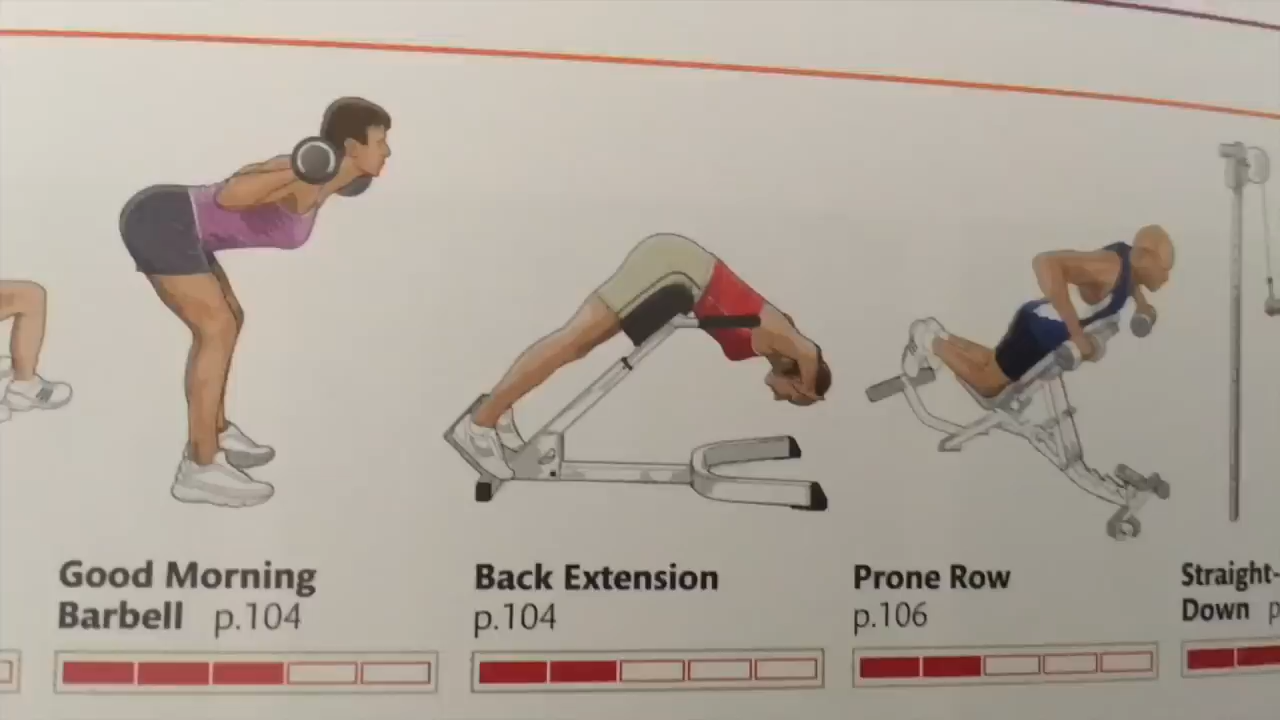 Good Morning
Barbell p.104
Back Extension
p.104
Prone Row
p.106
Straight-
Down p